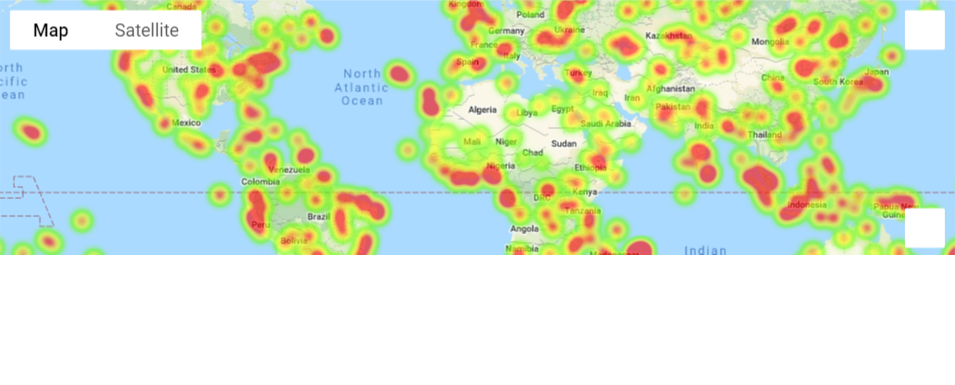 Canada
Kingdom
Map
Satellite
Poland
Germany
Ukraine
Kazakhstan
Mongolia
France
Italy
Spain
United States
Turkey
China
South Korea
Japan
North
Atlantic
Ocean
Afghanistan
Iraq
Iran
Pakistan
Algeria
Libya
Egypt
Saudi Arabia
Mexico
India
Thailand
Mali
Niger
Chad
Sudan
Nigeria
Ethiopia
Venezuela
Colombia
DRC
Kenya
Indonesia
Papua New
Guinea
Tanzania
Brazil
Peru
Angola
Bolivia
Namibia
Indian